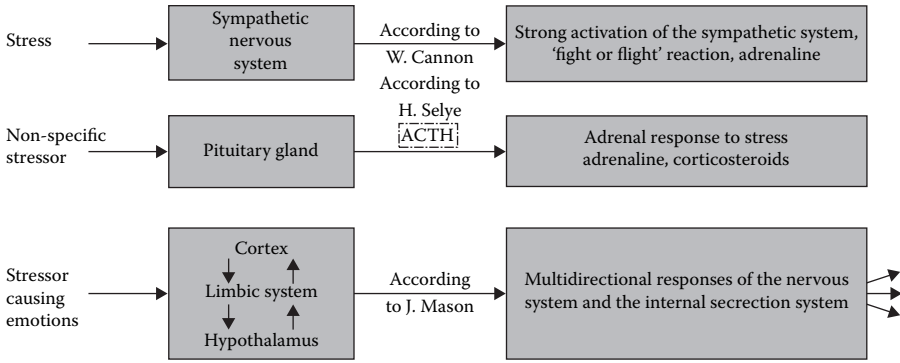 Stress
Sympathetic
nervous
system
According to
W. Cannon
Strong activation of the sympathetic system,
‘fight or flight’ reaction, adrenaline
Non-specific
stressor
Pituitary gland
According to
H. Selye
ACTH
Adrenal response to stress
adrenaline, corticosteroids
Stressor
causing
emotions
Cortex
Limbic system
Hypothalamus
According
to J. Mason
Multidirectional responses of the nervous
system and the internal secrection system